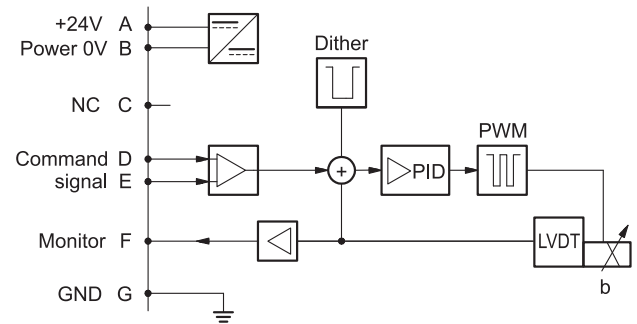 +24V A
Power 0V B
Dither
NC C
PWM
Command D
signal E
+
PID
Monitor F
LVDT
b
GND G